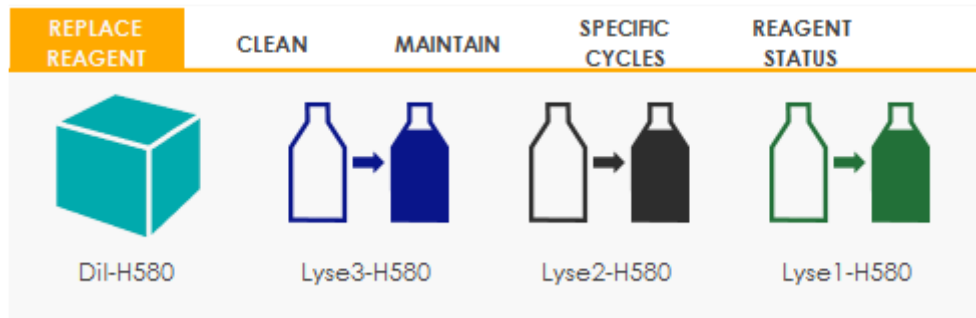 REPLACE
REAGENT
CLEAN
MAINTAIN
SPECIFIC
CYCLES
REAGENT
STATUS
Dil-H580
Lyse3-H580
Lyse2-H580
Lyse1-H580